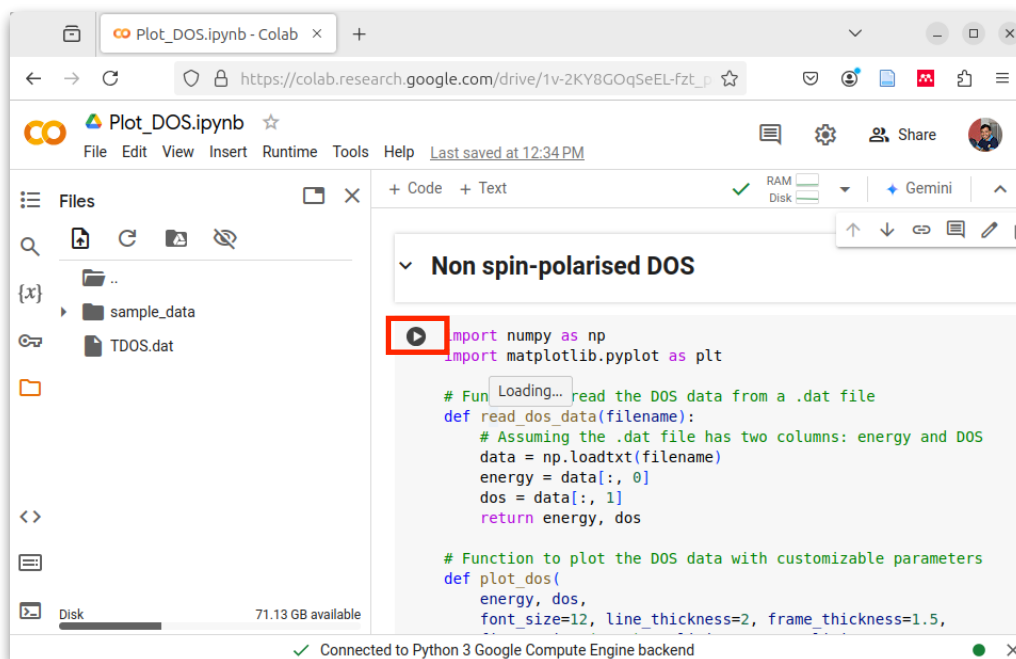 Plot_DOS.ipynb - Colab
https://colab.research.google.com/drive/1v-2KY8GOqSeEL-fzt_p
Plot_DOS.ipynb
File Edit View Insert Runtime Tools Help Last saved at 12:34 PM
Share
Files
+ Code + Text
RAM
Disk
Gemini
..
sample_data
TDOS.dat
{x}
Non spin-polarised DOS
import numpy as np
import matplotlib.pyplot as plt
Loading...
# Fun read the DOS data from a .dat file
def read_dos_data(filename):
# Assuming the .dat file has two columns: energy and DOS
data = np.loadtxt(filename)
energy = data[:, 0]
dos = data[:, 1]
return energy, dos
# Function to plot the DOS data with customizable parameters
def plot_dos(
energy, dos,
font_size=12, line_thickness=2, frame_thickness=1.5,
Disk 71.13 GB available
Connected to Python 3 Google Compute Engine backend